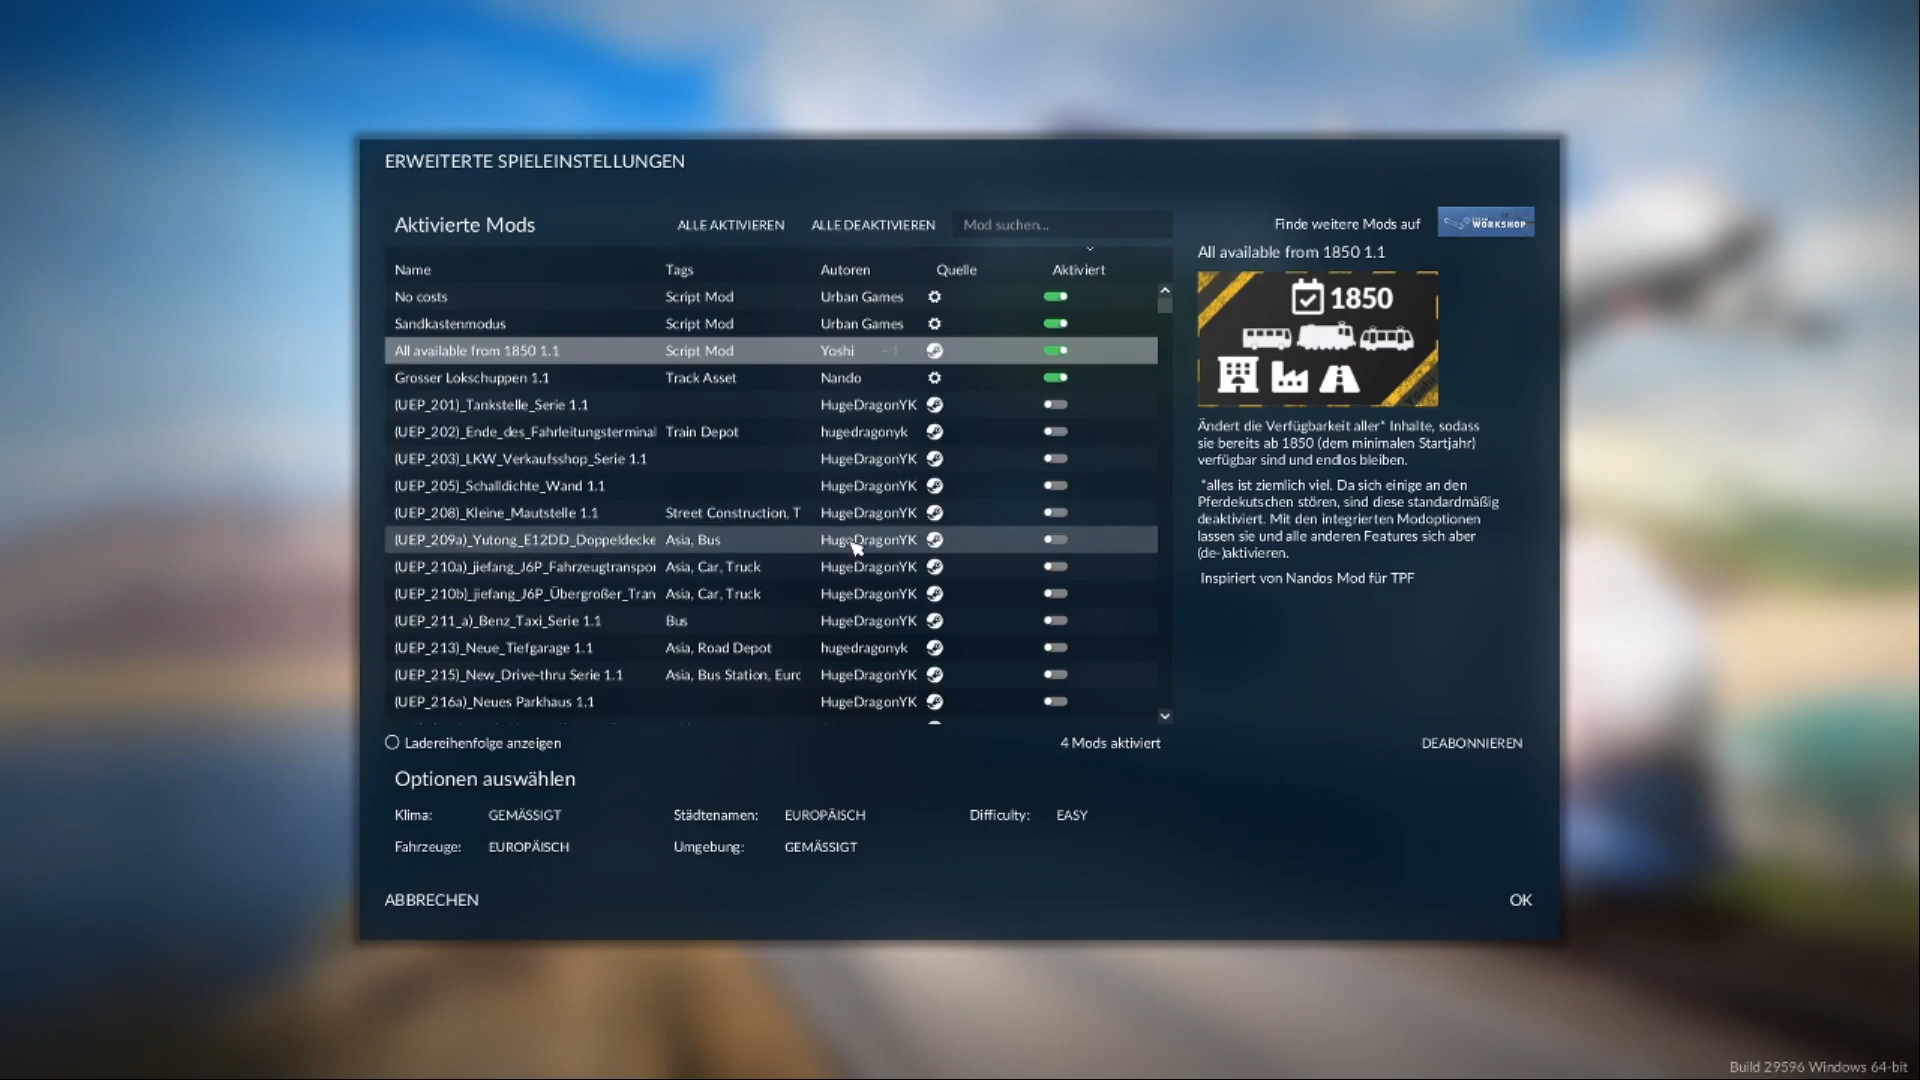 ERWEITERTE SPIELEINSTELLUNGEN
Aktivierte Mods ALLE AKTIVIEREN ALLE DEAKTIVIEREN Mod suchen... Finde weitere Mods auf WORKSHOP
All available from 1850 1.1
1850
Name Tags Autoren Quelle Aktiviert
No costs Script Mod Urban Games
Sandkastenmodus Script Mod Urban Games
All available from 1850 1.1 Script Mod Yoshi
Grosser Lokschuppen 1.1 Track Asset Nando
(UEP_201)_Tankstelle_Serie 1.1 HugeDragonYK
(UEP_202)_Ende_des_Fahrleitungsterminal Train Depot hugedragonyk
(UEP_203)_LKW_Verkaufsshop_Serie 1.1 HugeDragonYK
(UEP_205)_Schalldichte_Wand 1.1 HugeDragonYK
(UEP_208)_Kleine_Mautstelle 1.1 Street Construction, T HugeDragonYK
(UEP_209a)_Yutong_E12DD_Doppeldecke Asia, Bus HugeDragonYK
(UEP_210a)_jiefang_J6P_Fahrzeugtranspor Asia, Car, Truck HugeDragonYK
(UEP_210b)_jiefang_J6P_Übergroßer_Tran Asia, Car, Truck HugeDragonYK
(UEP_211_a)_Benz_Taxi_Serie 1.1 Bus HugeDragonYK
(UEP_213)_Neue_Tiefgarage 1.1 Asia, Road Depot hugedragonyk
(UEP_215)_New_Drive-thru Serie 1.1 Asia, Bus Station, Euro HugeDragonYK
(UEP_216a)_Neues Parkhaus 1.1 HugeDragonYK
Ändert die Verfügbarkeit aller* Inhalte, sodass
sie bereits ab 1850 (dem minimalen Startjahr)
verfügbar sind und endlos bleiben.
*alles ist ziemlich viel. Da sich einige an den
Pferdekutschen stören, sind diese standardmäßig
deaktiviert. Mit den integrierten Modoptionen
lassen sie und alle anderen Features sich aber
(de-)aktivieren.
Inspiriert von Nandos Mod für TPF
Ladereihenfolge anzeigen 4 Mods aktiviert DEABONNIEREN
Optionen auswählen
Klima: GEMÄSSIGT Städtenamen: EUROPÄISCH Difficulty: EASY
Fahrzeuge: EUROPÄISCH Umgebung: GEMÄSSIGT
ABBRECHEN OK
Build 29596 Windows 64-bit